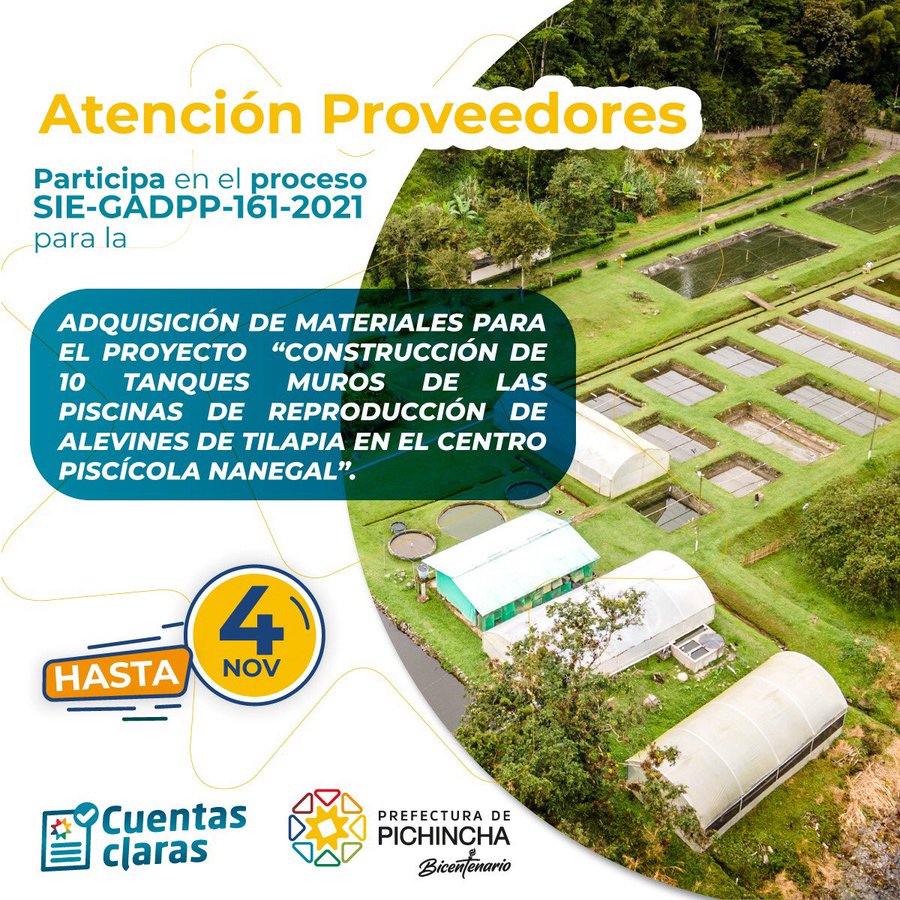 Atención Proveedores
Participa en el proceso
SIE-GADPP-161-2021
para la
ADQUISICIÓN DE MATERIALES PARA
EL PROYECTO “CONSTRUCCIÓN DE
10 TANQUES MUROS DE LAS
PISCINAS DE REPRODUCCIÓN DE
ALEVINES DE TILAPIA EN EL CENTRO
PISCÍCOLA NANEGAL”.
HASTA
4
NOV
Cuentas
claras
PREFECTURA DE
PICHINCHA
Bicentenario